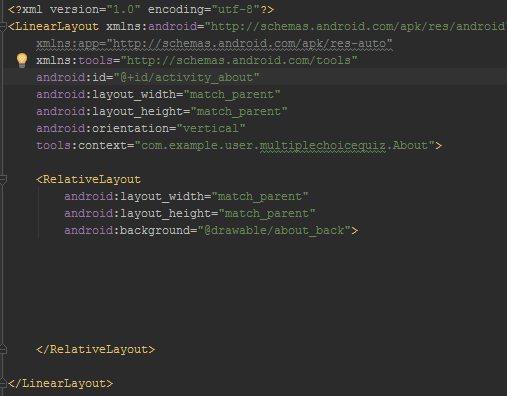 <?xml version="1.0" encoding="utf-8"?>
<LinearLayout xmlns:android="http://schemas.android.com/apk/res/android"
xmlns:app="http://schemas.android.com/apk/res-auto"
xmlns:tools="http://schemas.android.com/tools"
android:id="@+id/activity_about"
android:layout_width="match_parent"
android:layout_height="match_parent"
android:orientation="vertical"
tools:context="com.example.user.multiplechoicequiz.About">
<RelativeLayout
android:layout_width="match_parent"
android:layout_height="match_parent"
android:background="@drawable/about_back">
</RelativeLayout>
</LinearLayout>